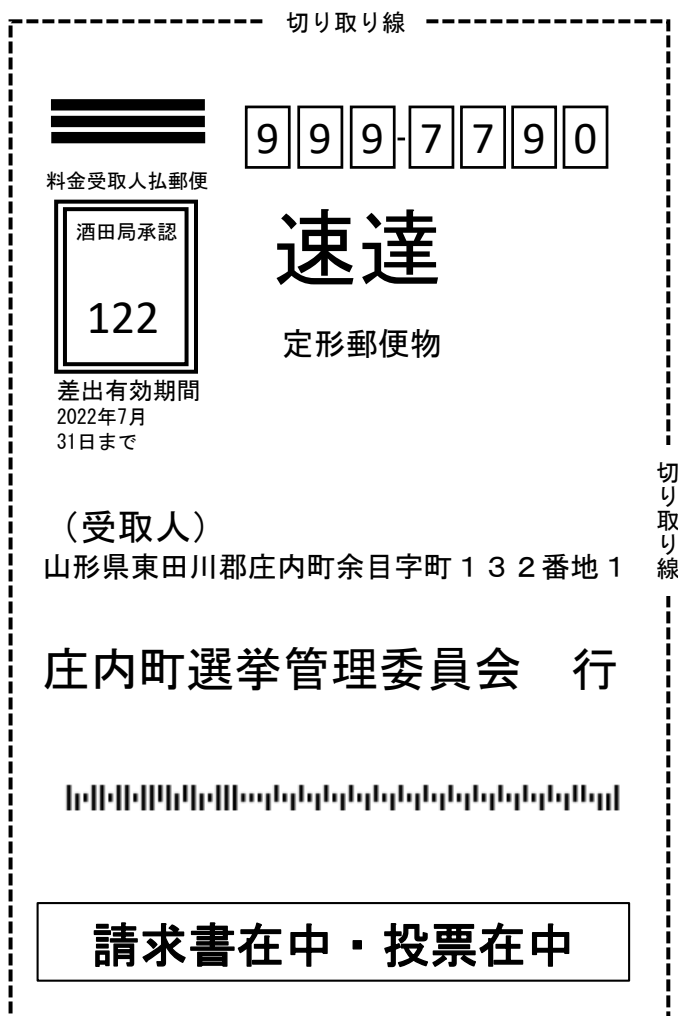 切り取り線
999-7790
料金受取人払郵便
酒田局承認
122
速達
定形郵便物
差出有効期間
2022年7月
31日まで
切り取り線
（受取人）
山形県東田川郡庄内町余目字町１３２番地１
庄内町選挙管理委員会　行
請求書在中・投票在中